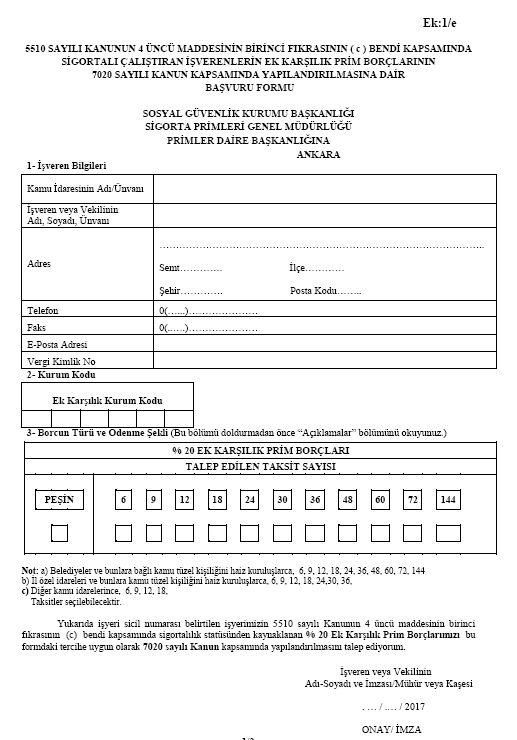 Ek:1/e
5510 SAYILI KANUNUN 4 ÜNCÜ MADDESİNİN BİRİNCİ FIKRASININ ( c ) BENDİ KAPSAMINDA
SİGORTALI ÇALIŞTIRAN İŞVERENLERİN EK KARŞILIK PRİM BORÇLARININ
7020 SAYILI KANUN KAPSAMINDA YAPILANDIRILMASINA DAİR
BAŞVURU FORMU
SOSYAL GÜVENLİK KURUMU BAŞKANLIĞI
SİGORTA PRİMLERİ GENEL MÜDÜRLÜĞÜ
PRİMLER DAİRE BAŞKANLIĞINA
ANKARA
1- İşveren Bilgileri
Kamu İdaresinin Adı/Ünvanı
İşveren veya Vekilinin
Adı, Soyadı, Ünvanı
Adres
…………………………………………………………………………………..
Semt…………. İlçe…………
Şehir…………. Posta Kodu……..
Telefon 0(…...)…………………
Faks 0(…...)…………………
E-Posta Adresi
Vergi Kimlik No
2- Kurum Kodu
Ek Karşılık Kurum Kodu
3- Borcun Türü ve Ödenme Şekli (Bu bölümü doldurmadan önce “Açıklamalar” bölümünü okuyunuz.)
% 20 EK KARŞILIK PRİM BORÇLARI
TALEP EDİLEN TAKSİT SAYISI
PEŞİN 6 9 12 18 24 30 36 48 60 72 144
Not: a) Belediyeler ve bunlara bağlı kamu tüzel kişiliğini haiz kuruluşlarca, 6, 9, 12, 18, 24, 36, 48, 60, 72, 144
b) İl özel idareleri ve bunlara kamu tüzel kişiliğini haiz kuruluşlarca, 6, 9, 12, 18, 24,30, 36,
c) Diğer kamu idarelerince, 6, 9, 12, 18,
Taksitler seçilebilecektir.
Yukarıda işyeri sicil numarası belirtilen işyerimizin 5510 sayılı Kanunun 4 üncü maddesinin birinci
fıkrasının (c) bendi kapsamında sigortalılık statüsünden kaynaklanan % 20 Ek Karşılık Prim Borçlarımızı bu
formdaki tercihe uygun olarak 7020 sayılı Kanun kapsamında yapılandırılmasını talep ediyorum.
İşveren veya Vekilinin
Adı-Soyadı ve İmzası/Mühür veya Kaşesi
. … / .… / 2017
ONAY/ İMZA